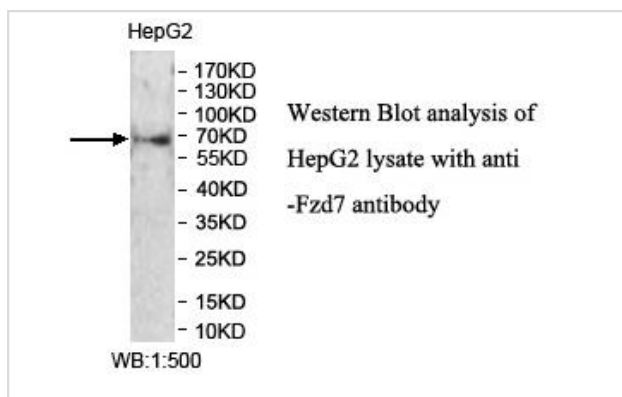 HepG2
- 170KD
- 130KD
- 100KD
- 70KD
- 55KD
- 40KD
- 35KD
- 25KD
- 15KD
- 10KD
WB:1:500
Western Blot analysis of
HepG2 lysate with anti
-Fzd7 antibody